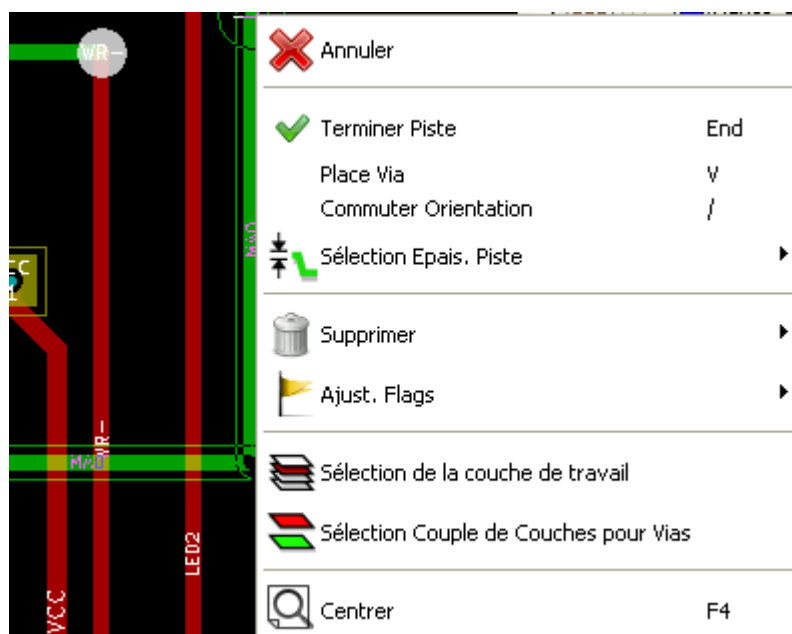 VR-
Annuler
Terminer Piste End
Place Via V
Commuter Orientation /
Sélection Epais. Piste
Supprimer
Ajust. Flags
VR-
Sélection de la couche de travail
LED2
Sélection Couple de Couches pour Vias
VCC
Centrer F4